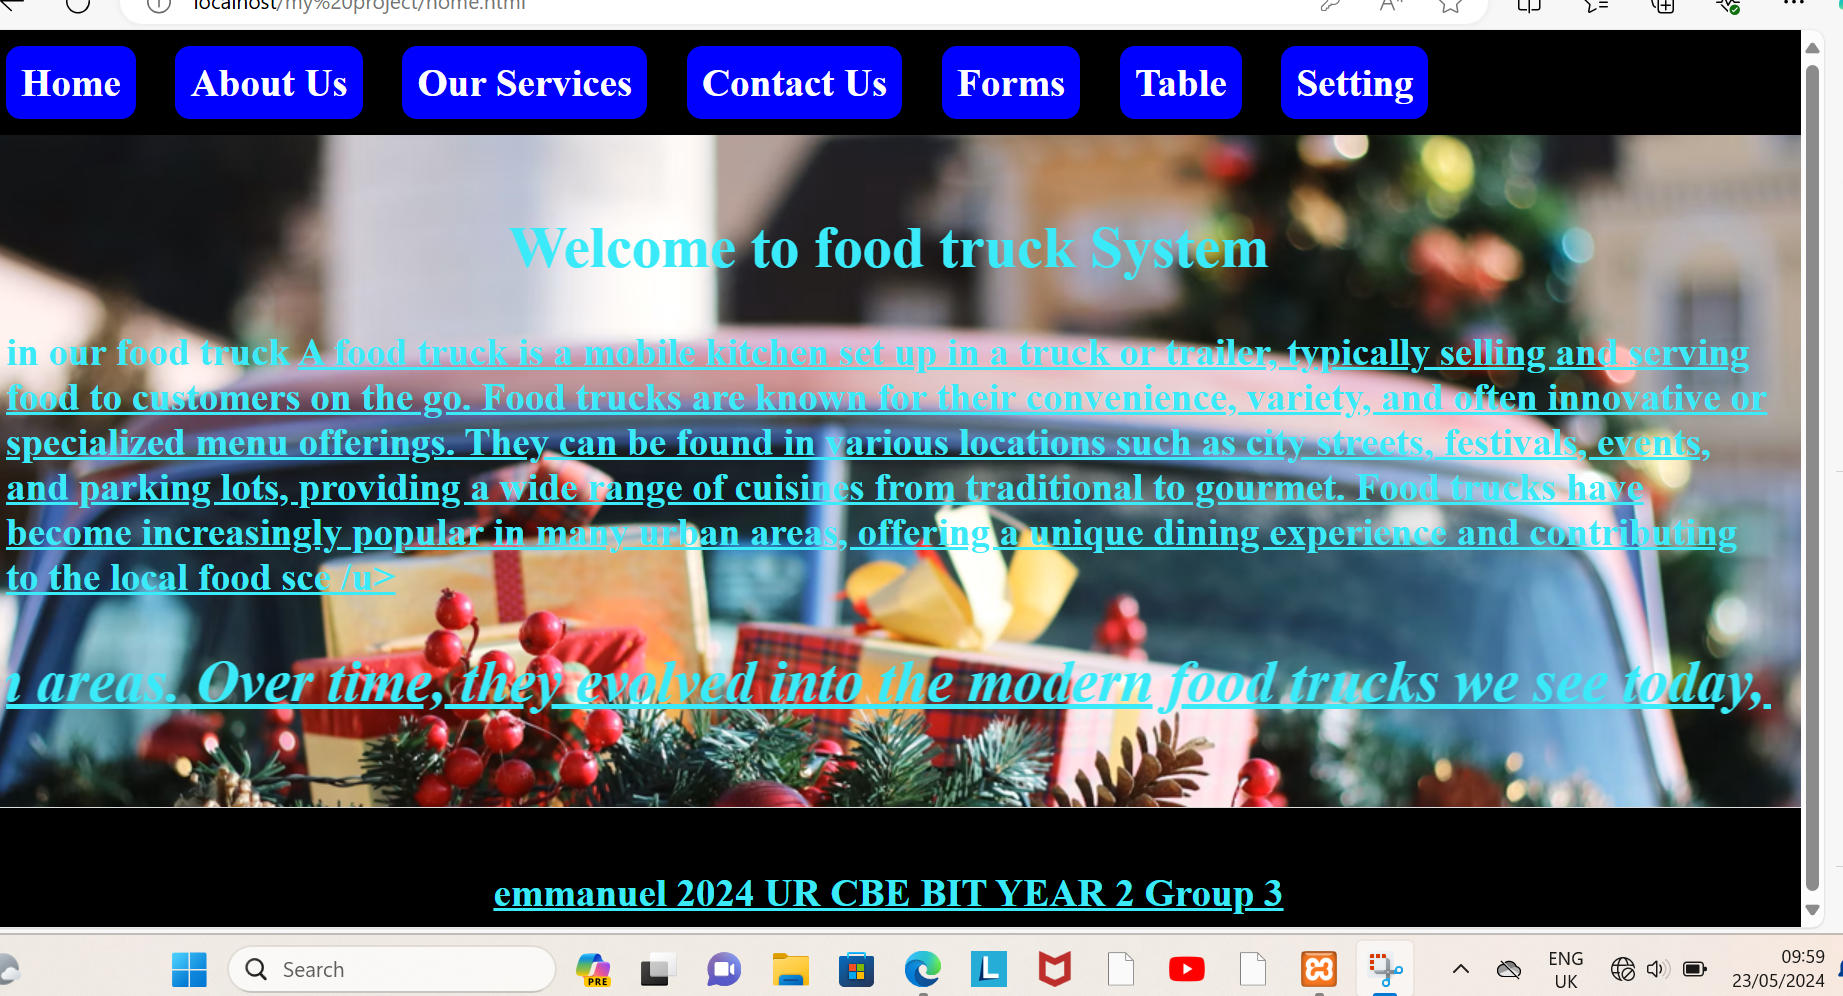 localhost/my%20project/home.html
Home About Us Our Services Contact Us Forms Table Setting
Welcome to food truck System
in our food truck A food truck is a mobile kitchen set up in a truck or trailer, typically selling and serving
food to customers on the go. Food trucks are known for their convenience, variety, and often innovative or
specialized menu offerings. They can be found in various locations such as city streets, festivals, events,
and parking lots, providing a wide range of cuisines from traditional to gourmet. Food trucks have
become increasingly popular in many urban areas, offering a unique dining experience and contributing
to the local food sce /u>
areas. Over time, they evolved into the modern food trucks we see today,
emmanuel 2024 UR CBE BIT YEAR 2 Group 3
Search
PRE
L
ENG
UK
09:59
23/05/2024